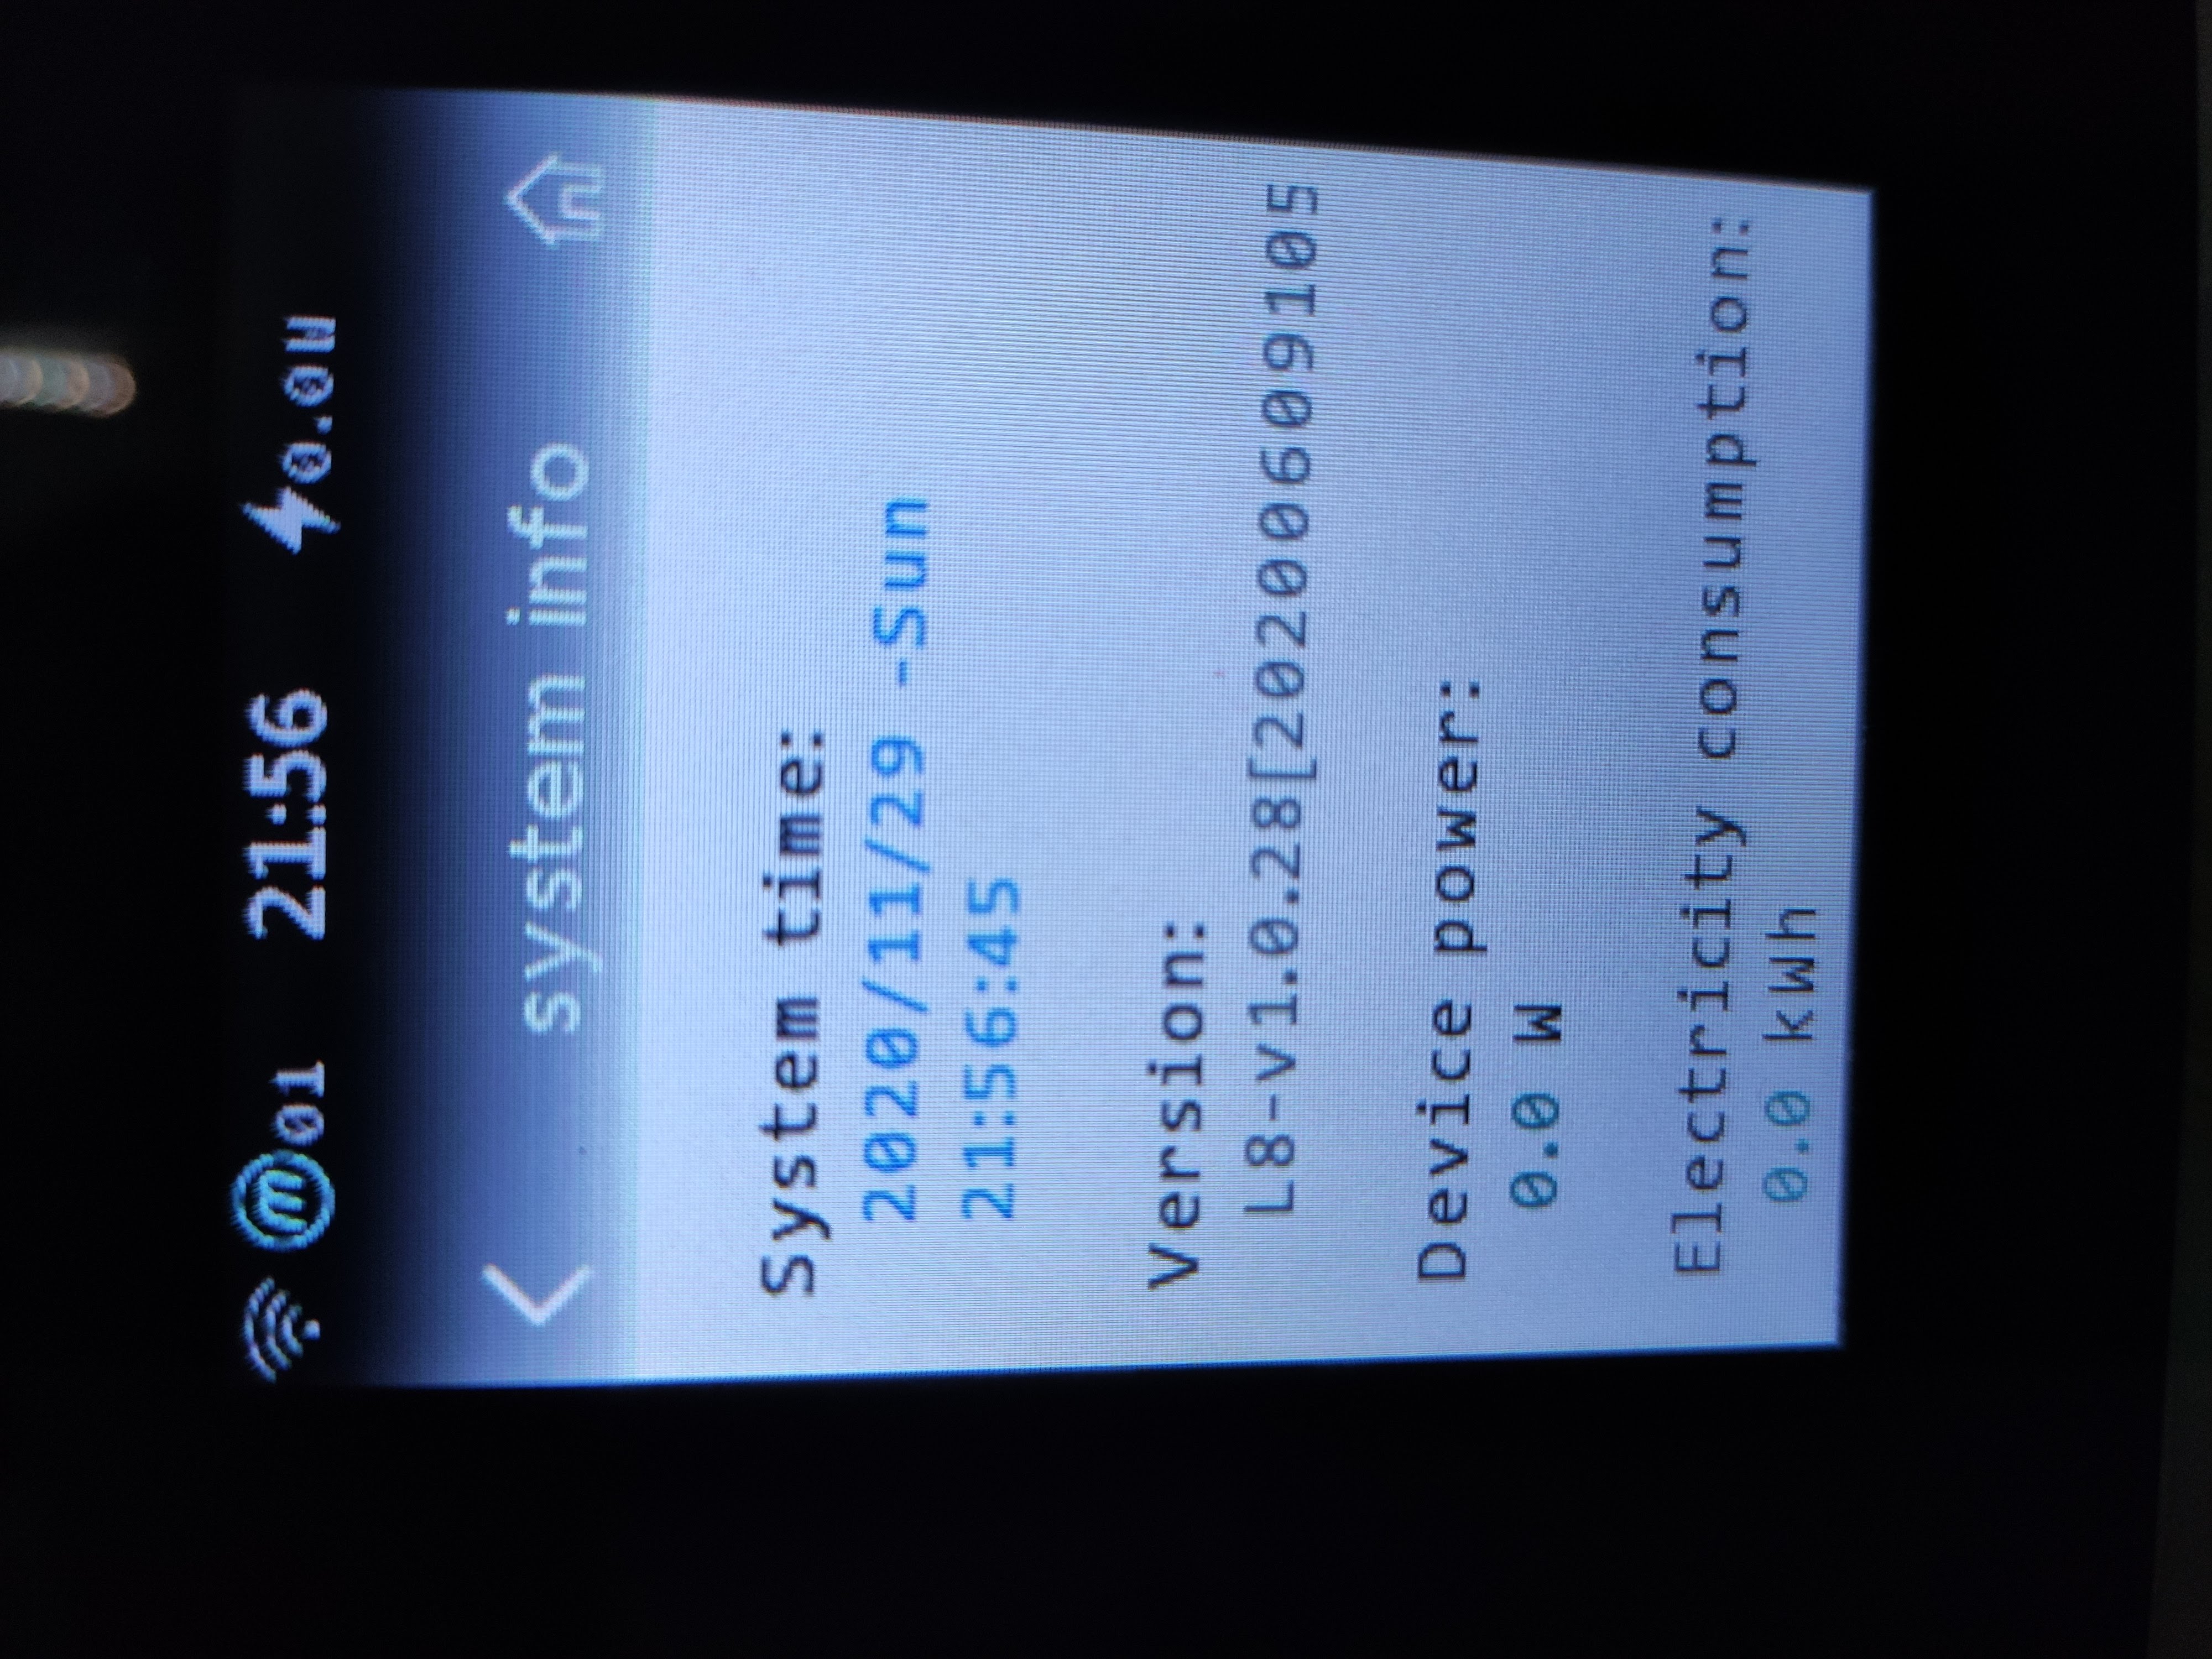 m 01 21:56 0.0W
system info
System time:
2020/11/29 -Sun
21:56:45
Version:
L8-v1.0.28[20200609105
Device power:
0.0 W
Electricity consumption:
0.0 kWh